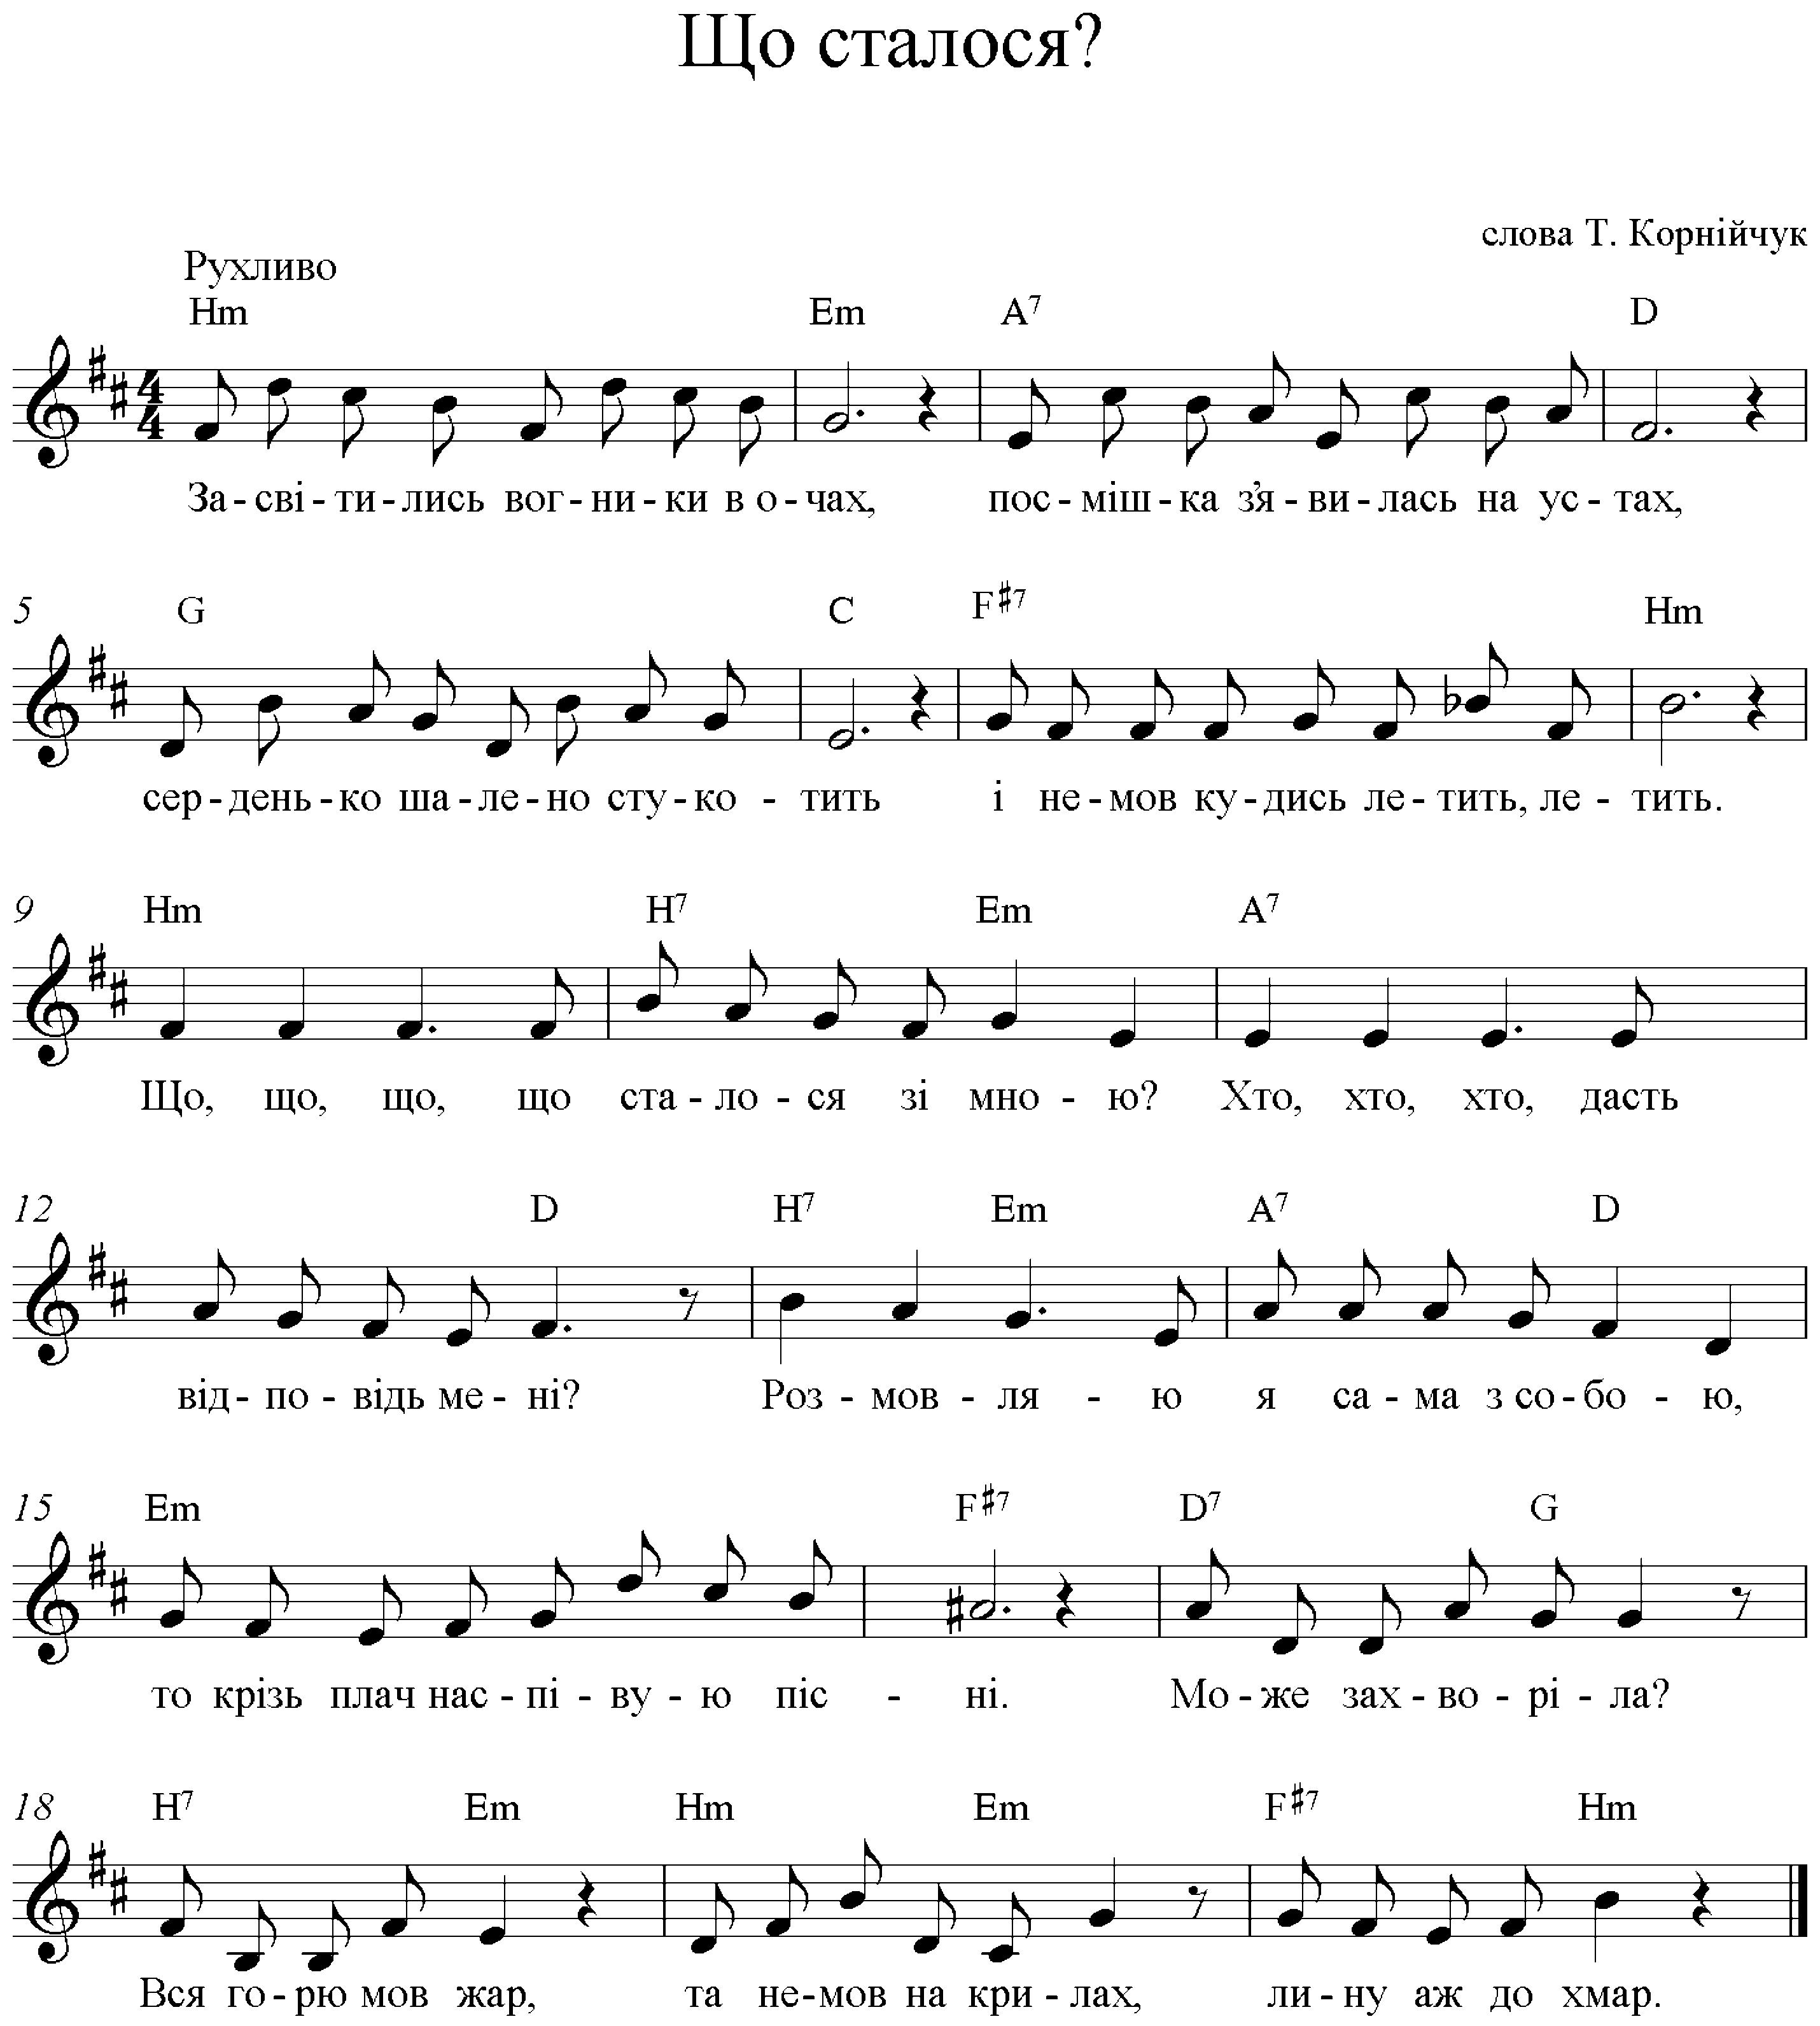 Що сталося?
слова Т. Корнійчук
Рухливо
Hm Em A7 D
4
4
За-сві-ти-лись вог-ни-ки в о-чах, пос-міш-ка з'я-ви-лась на ус-тах,
5 G C F#7 Hm
сер-день-ко ша-ле-но сту-ко-тить і не-мов ку-дись ле-тить, ле-тить.
9 Hm H7 Em A7
Що, що, що, що ста-ло-ся зі мно-ю? Хто, хто, хто, дасть
12 D H7 Em A7 D
від-по-відь ме-ні? Роз-мов-ля-ю я са-ма з со-бо-ю,
15 Em F#7 D7 G
то крізь плач нас-пі-ву-ю піс-ні. Мо-же зах-во-рі-ла?
18 H7 Em Hm Em F#7 Hm
Вся го-рю мов жар, та не-мов на кри-лах, ли-ну аж до хмар.